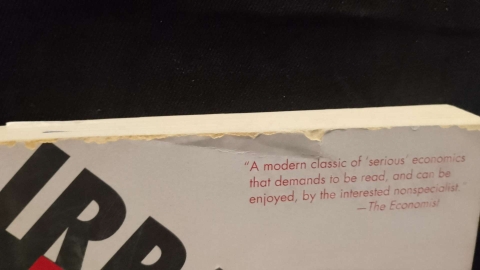 "A modern classic of 'serious' economics
that demands to be read, and can be
enjoyed, by the interested nonspecialist."
—The Economist
IRR